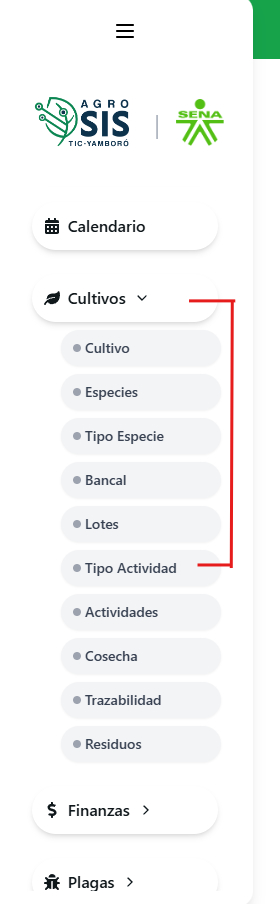 AGRO
SIS
TIC-YAMBORÓ
SENA
Calendario
Cultivos
Cultivo
Especies
Tipo Especie
Bancal
Lotes
Tipo Actividad
Actividades
Cosecha
Trazabilidad
Residuos
Finanzas
Plagas